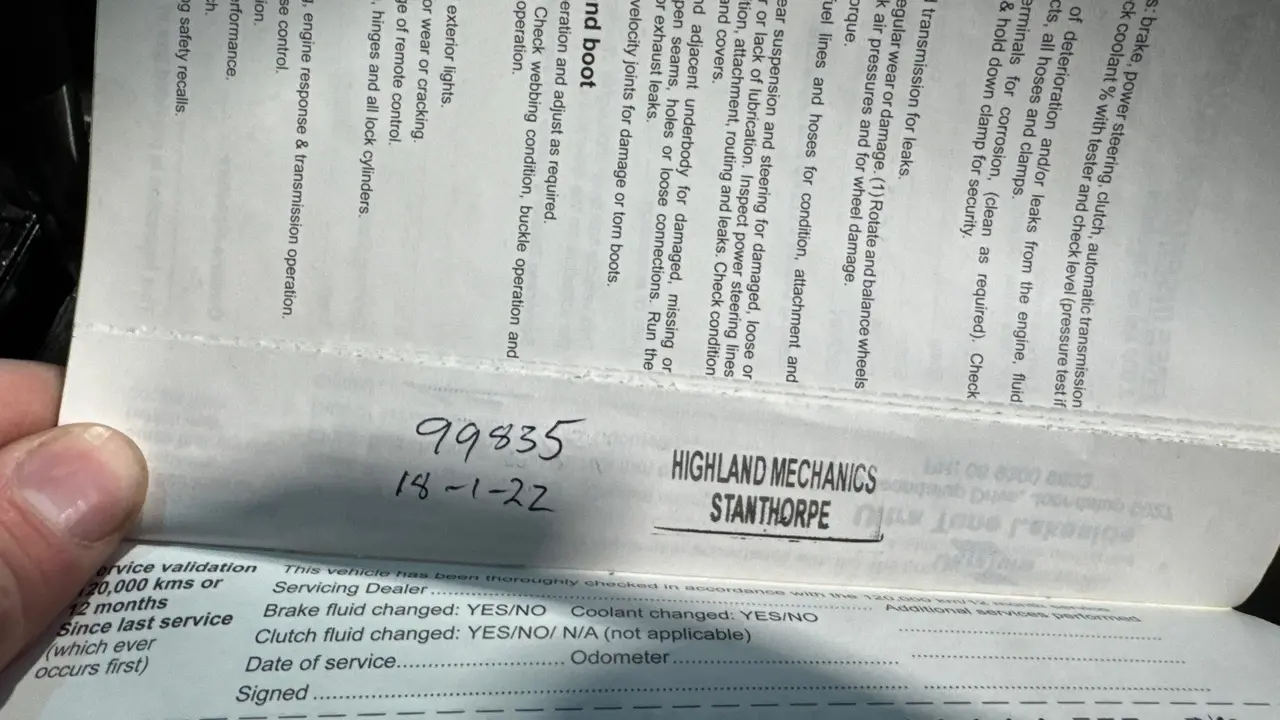 s: brake, power steering, clutch, automatic transmission
ck coolant % with tester and check level (pressure test if
of deterioration and/or leaks from the engine, fluid
cts, all hoses and clamps.
erminals for corrosion, (clean as required). Check
& hold down clamp for security.
transmission for leaks.
egular wear or damage. (1) Rotate and balance wheels
k air pressures and for wheel damage.
orque.
uel lines and hoses for condition, attachment and
ear suspension and steering for damaged, loose or
r or lack of lubrication. Inspect power steering lines
tion, attachment, routing and leaks. Check condition
and covers.
nd adjacent underbody for damaged, missing or
pen seams, holes or loose connections. Run the
or exhaust leaks.
velocity joints for damage or torn boots.
nd boot
eration and adjust as required.
Check webbing condition, buckle operation and
operation.
exterior lights.
or wear or cracking.
ge of remote control.
, hinges and all lock cylinders.
g, engine response & transmission operation.
se control.
ion.
erformance.
ch.
ng safety recalls.
99835
18-1-22
HIGHLAND MECHANICS
STANTHORPE
ervice validation
120,000 kms or
12 months
Since last service
(which ever
occurs first)
This vehicle has been thoroughly checked in accordance with the 120,000
Servicing Dealer
Additional services performed
Brake fluid changed: YES/NO Coolant changed: YES/NO
Clutch fluid changed: YES/NO/ N/A (not applicable)
Date of service Odometer
Signed